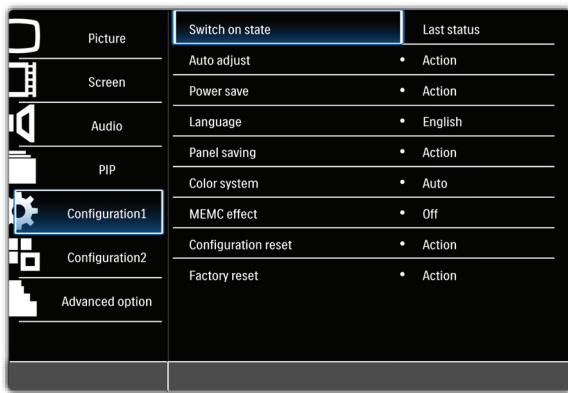 Picture
Screen
Audio
PIP
Configuration1
Configuration2
Advanced option
Switch on state Last status
Auto adjust • Action
Power save • Action
Language • English
Panel saving • Action
Color system • Auto
MEMC effect • Off
Configuration reset • Action
Factory reset • Action